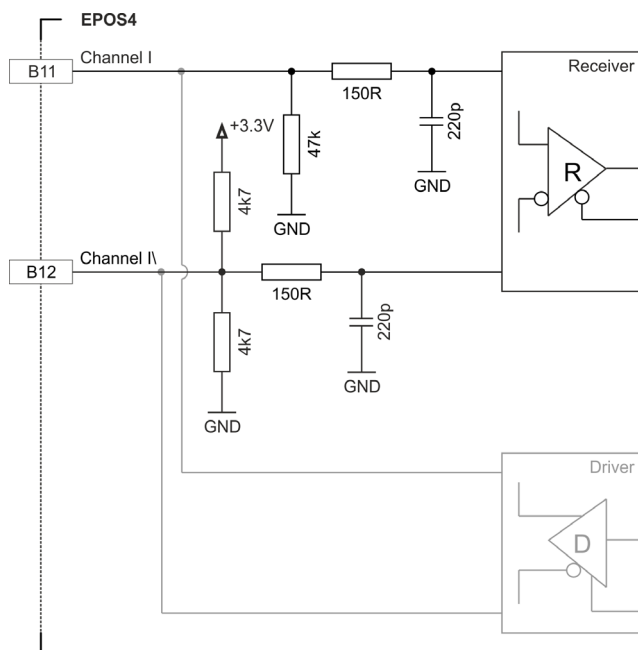 EPOS4
B11
Channel I
150R
220p
GND
Receiver
R
+3.3V
47k
GND
4k7
B12
Channel I\
150R
220p
GND
4k7
GND
Driver
D